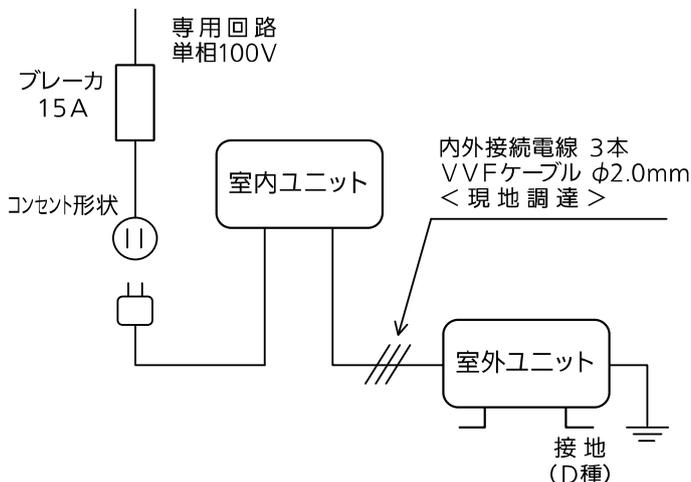 専用回路
単相100V
ブレーカ
15A
コンセント形状
室内ユニット
内外接続電線 3本
VVFケーブル φ2.0mm
＜現地調達＞
室外ユニット
接地
(D種)